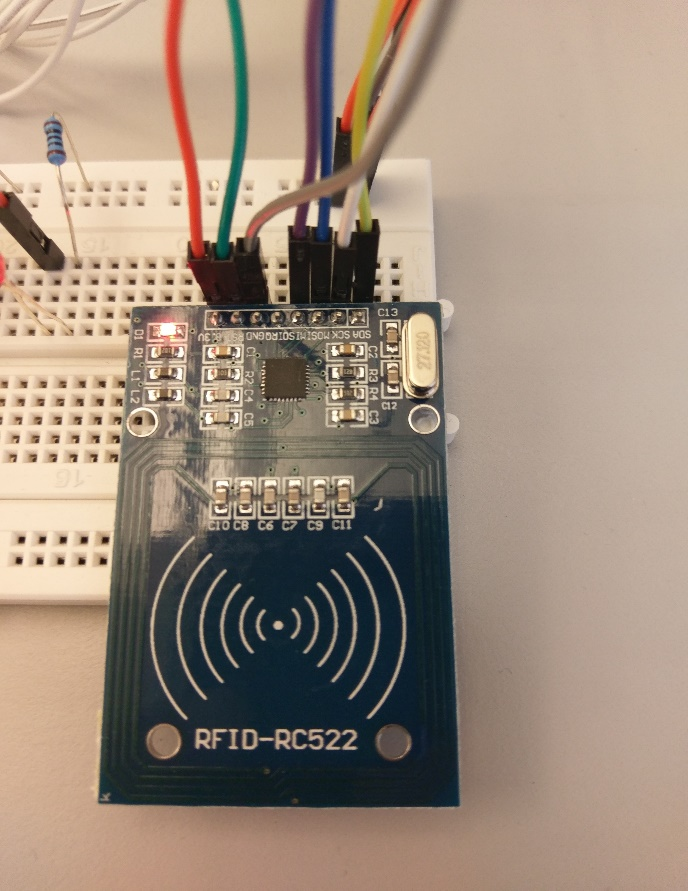 C13
D1
SDA SCK MOSI MISO IRQ GND RST 3.3V
R1
C1
C2
27.120
L1
R2
R3
L2
C4
R4
C12
C5
C3
C10 C8 C6 C7 C9 C11
RFID-RC522